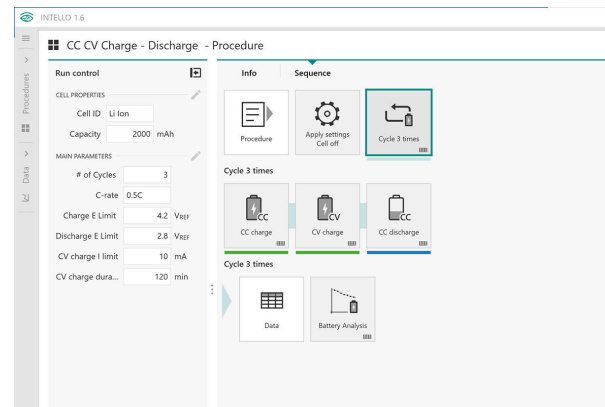 INTELLO 1.6
CC CV Charge - Discharge - Procedure
Procedures
Data
Run control
CELL PROPERTIES
Cell ID Li Ion
Capacity 2000 mAh
MAIN PARAMETERS
# of Cycles 3
C-rate 0.5C
Charge E Limit 4.2 VREF
Discharge E Limit 2.8 VREF
CV charge I limit 10 mA
CV charge dura... 120 min
Info Sequence
Procedure
Apply settings
Cell off
Cycle 3 times
Cycle 3 times
CC
CC charge
CV
CV charge
CC
CC discharge
Cycle 3 times
Data
Battery Analysis